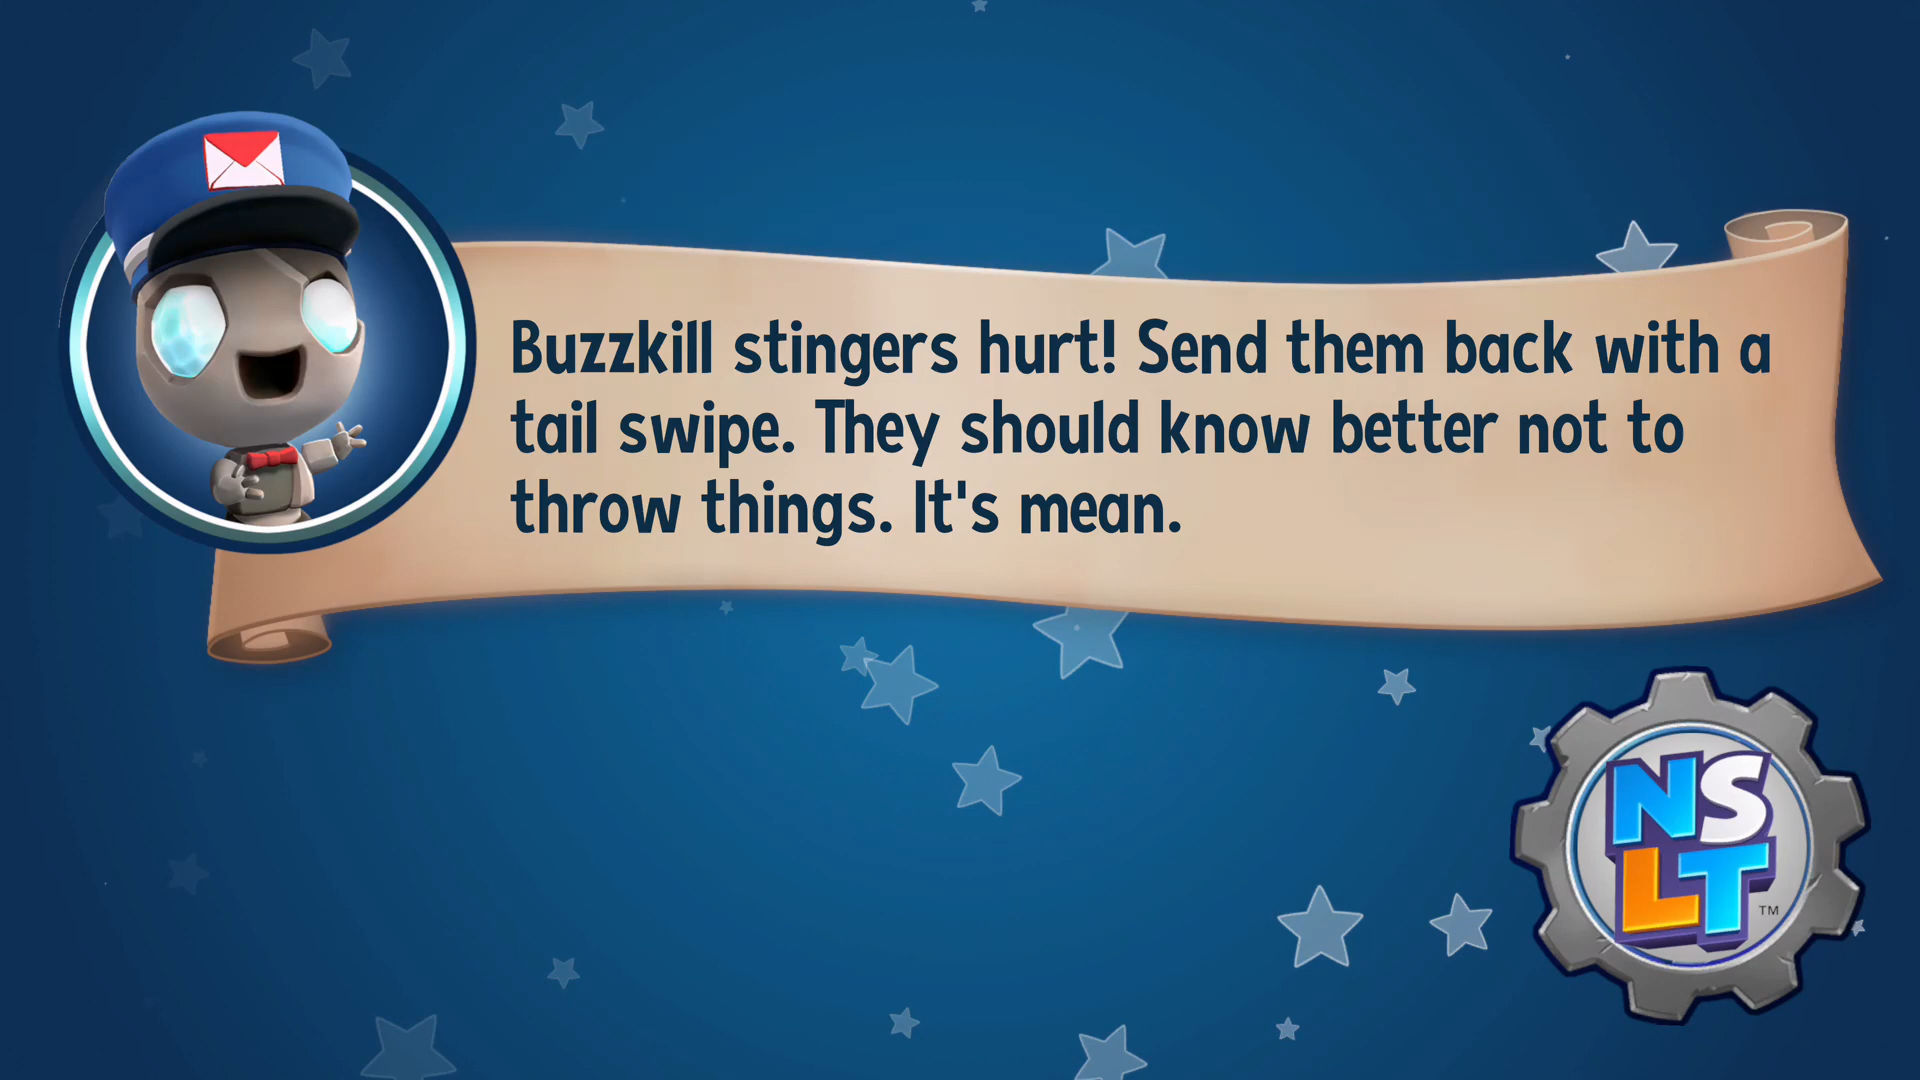 Buzzkill stingers hurt! Send them back with a
tail swipe. They should know better not to
throw things. It's mean.
NS
LT
TM